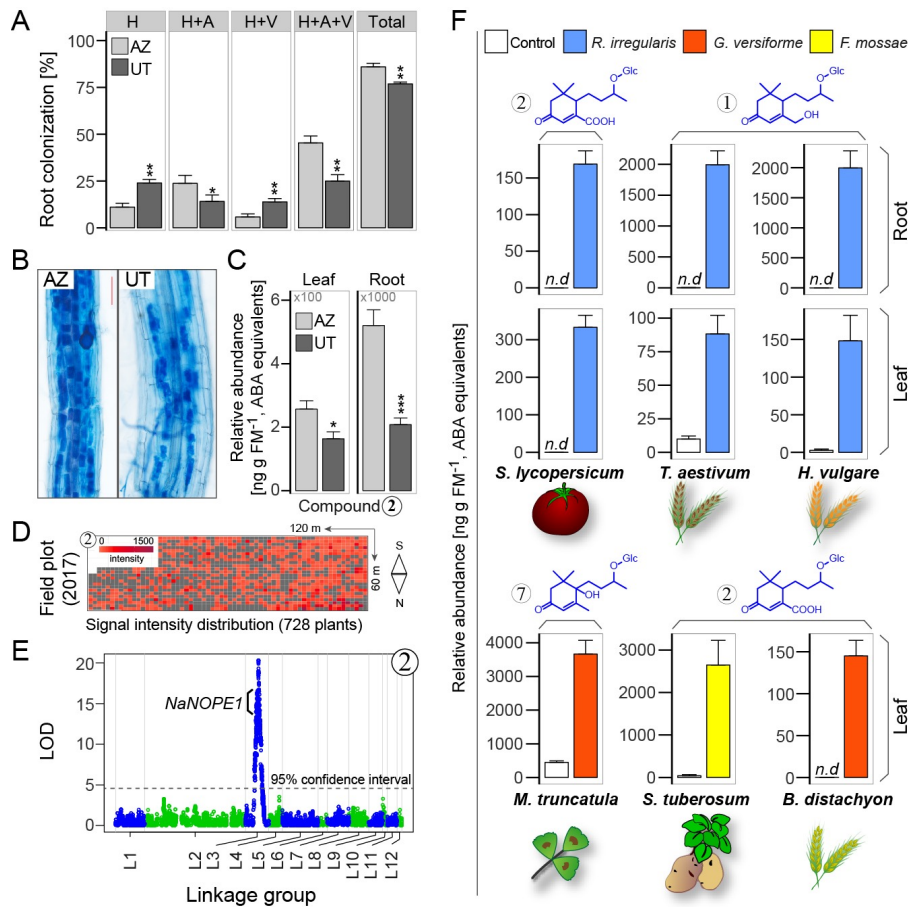 A
H H+A H+V H+A+V Total
Root colonization [%]
100
75
50
25
0
AZ
UT
** * ** ** **
B
AZ UT
C
Leaf Root
x100 x1000
Relative abundance
[ng g FM-1, ABA equivalents]
6
4
2
0
AZ
UT
* ***
Compound 2
D
120 m
2
0 1500
intensity
Field plot
(2017)
60 m
S
N
Signal intensity distribution (728 plants)
E
2
LOD
20
15
10
5
0
NaNOPE1
95% confidence interval
L1 L2 L3 L4 L5 L6 L7 L8 L9 L10 L11 L12
Linkage group
F
Control R. irregularis G. versiforme F. mossae
2 O-Glc O COOH
1 O-Glc O OH O-Glc O OH
Relative abundance [ng g FM-1, ABA equivalents]
150
100
50
0
n.d
2000
1500
1000
500
0
n.d
2000
1500
1000
500
0
n.d
Root
300
200
100
0
n.d
100
75
50
25
0
150
100
50
0
Leaf
S. lycopersicum T. aestivum H. vulgare
7 O-Glc OH O
2 O-Glc O COOH
4000
3000
2000
1000
0
3000
2000
1000
0
150
100
50
0
n.d
Leaf
M. truncatula S. tuberosum B. distachyon